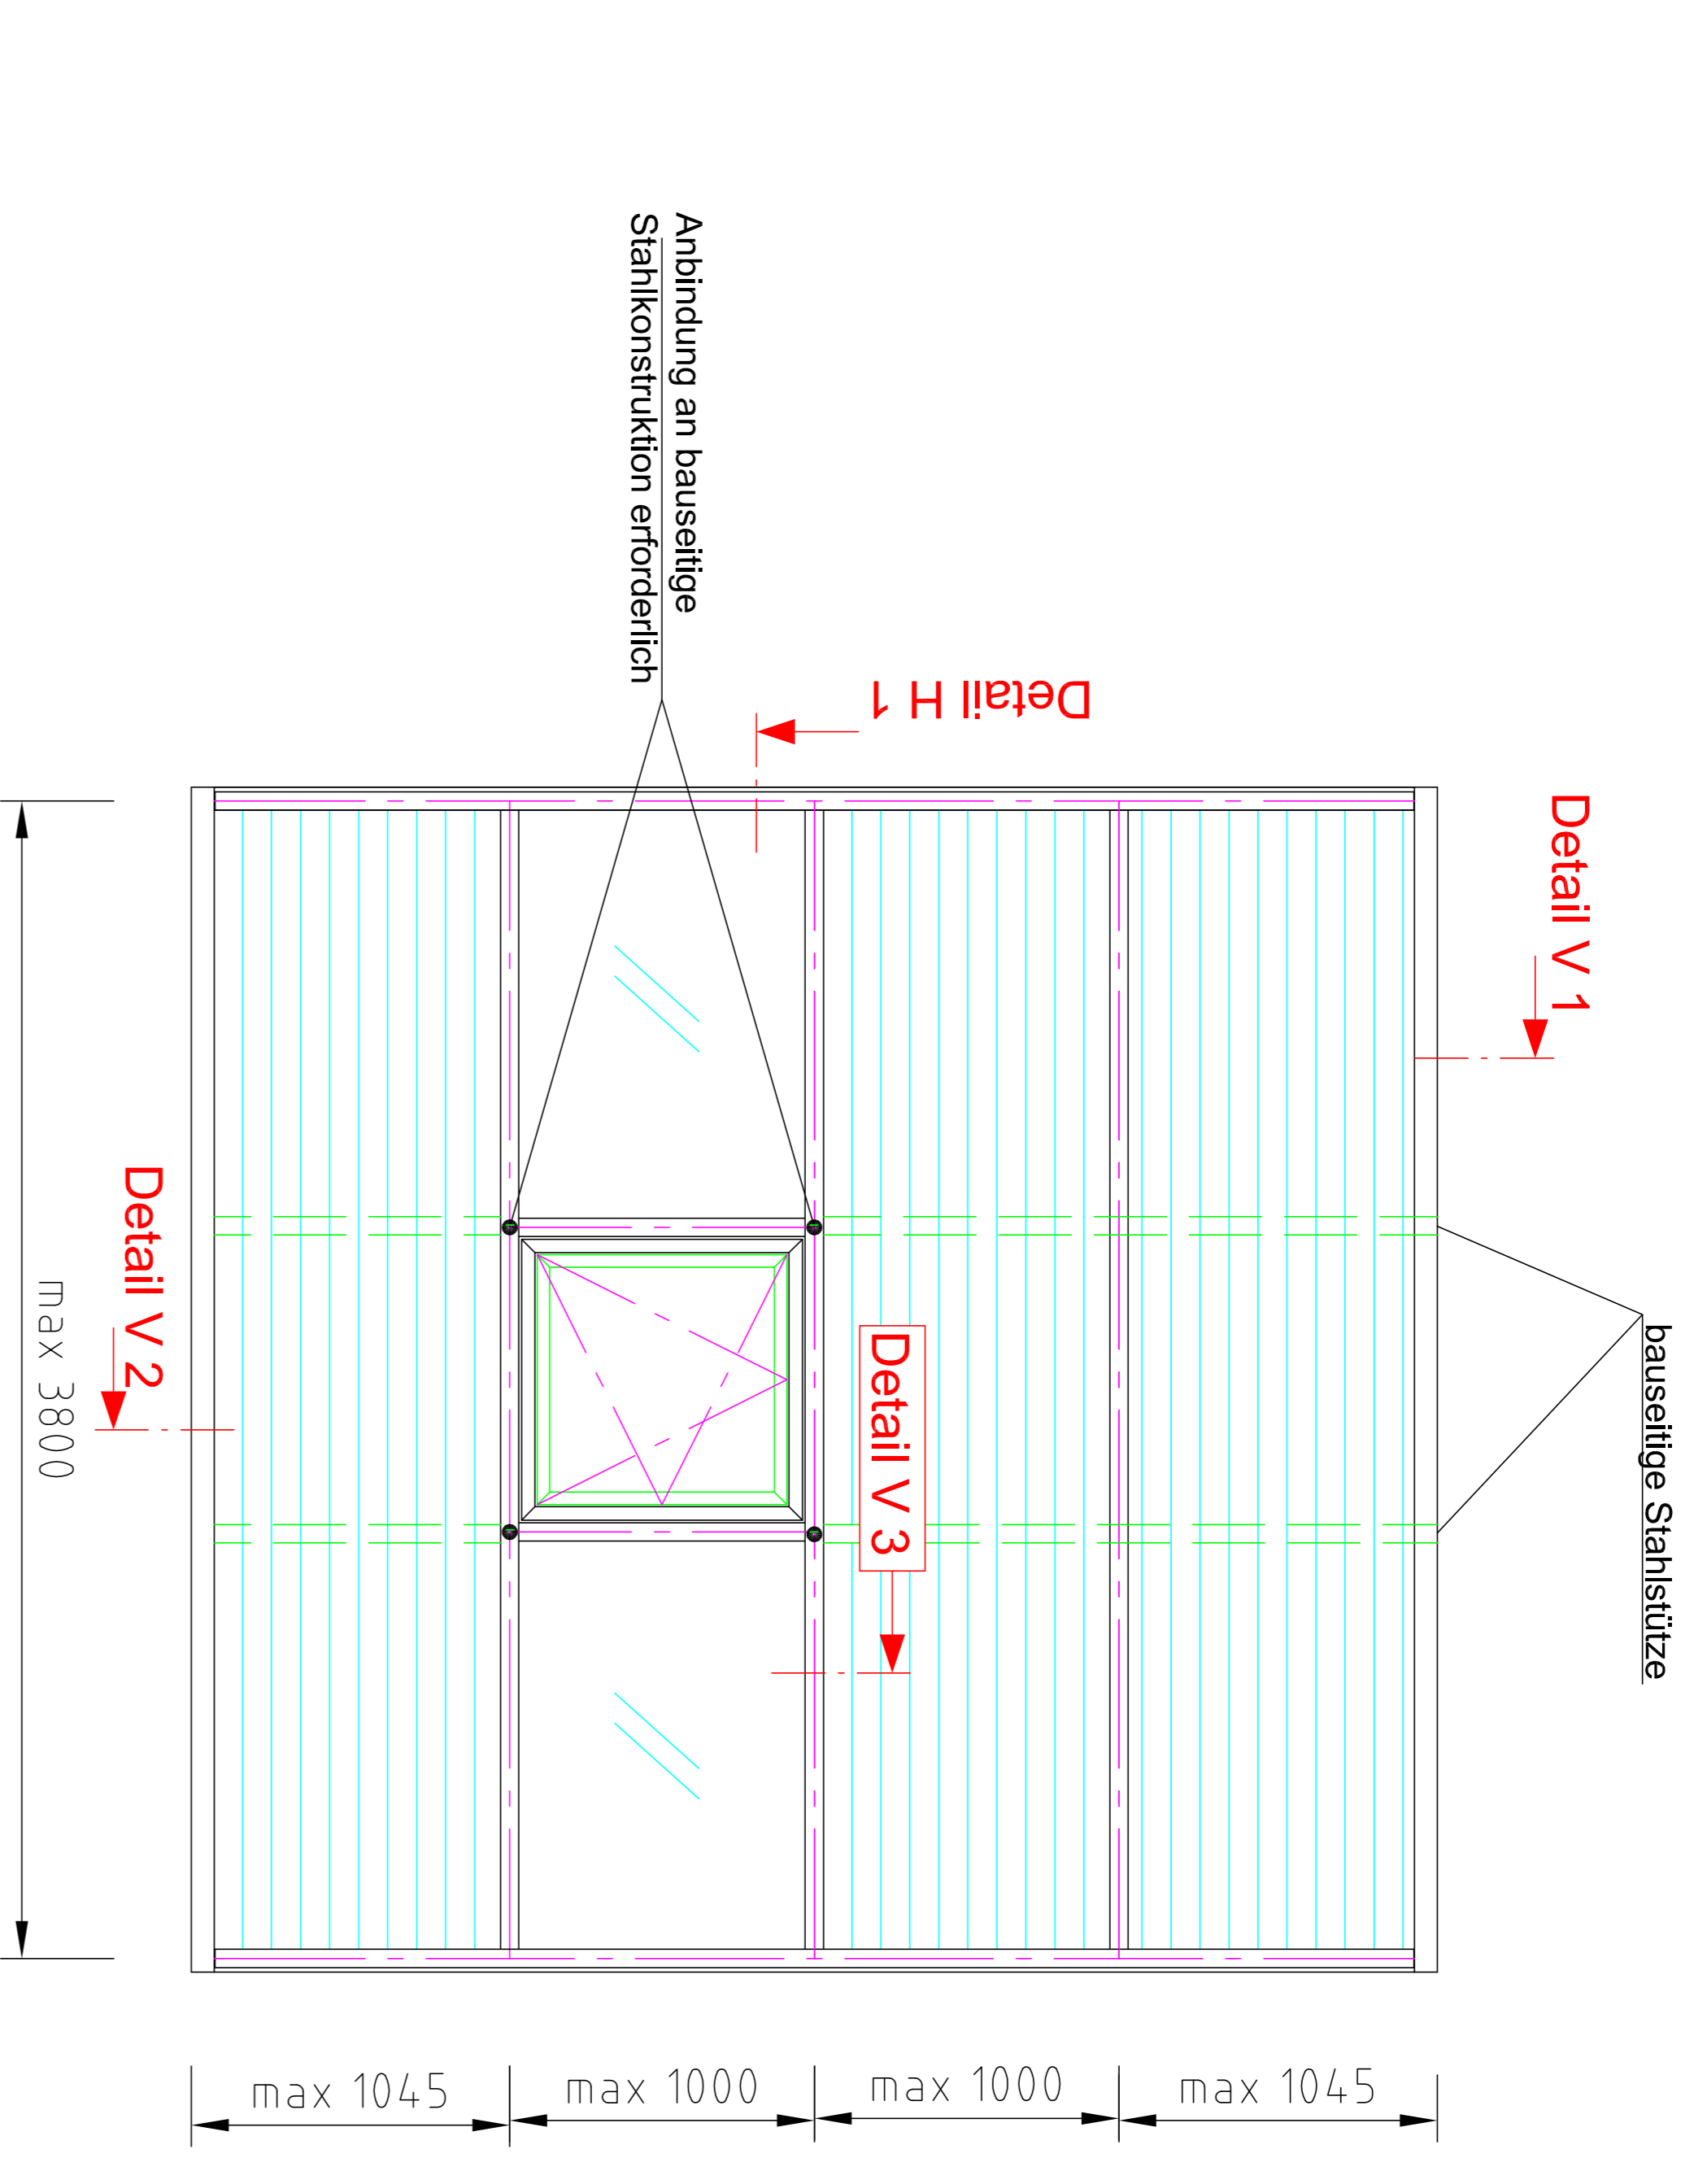 Detail V 1
bauseitige Stahlstütze
Detail H 1
Anbindung an bauseitige
Stahlkonstruktion erforderlich
Detail V 3
Detail V 2
max 3800
max 1045
max 1000
max 1000
max 1045